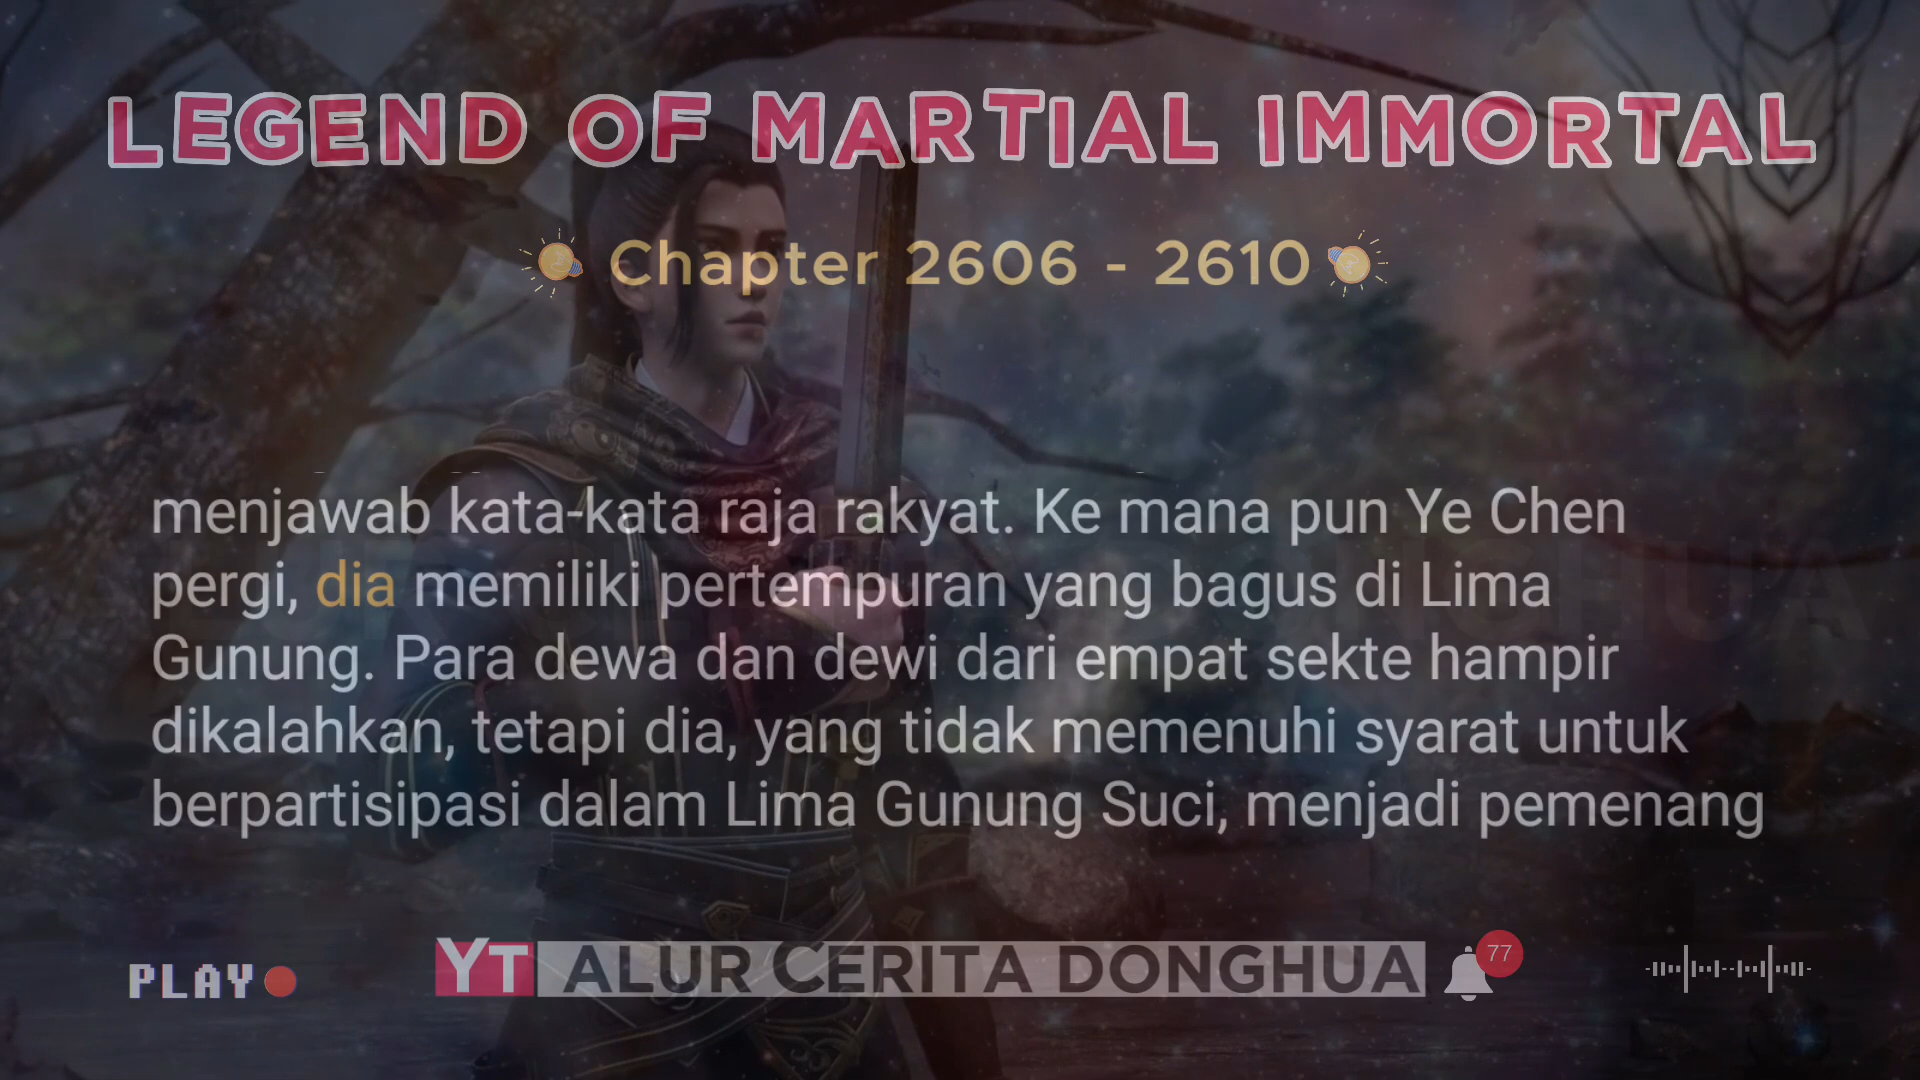 LEGEND OF MARTIAL IMMORTAL
Chapter 2606 - 2610
menjawab kata-kata raja rakyat. Ke mana pun Ye Chen
pergi, dia memiliki pertempuran yang bagus di Lima
Gunung. Para dewa dan dewi dari empat sekte hampir
dikalahkan, tetapi dia, yang tidak memenuhi syarat untuk
berpartisipasi dalam Lima Gunung Suci, menjadi pemenang
PLAY
YT ALUR CERITA DONGHUA
77